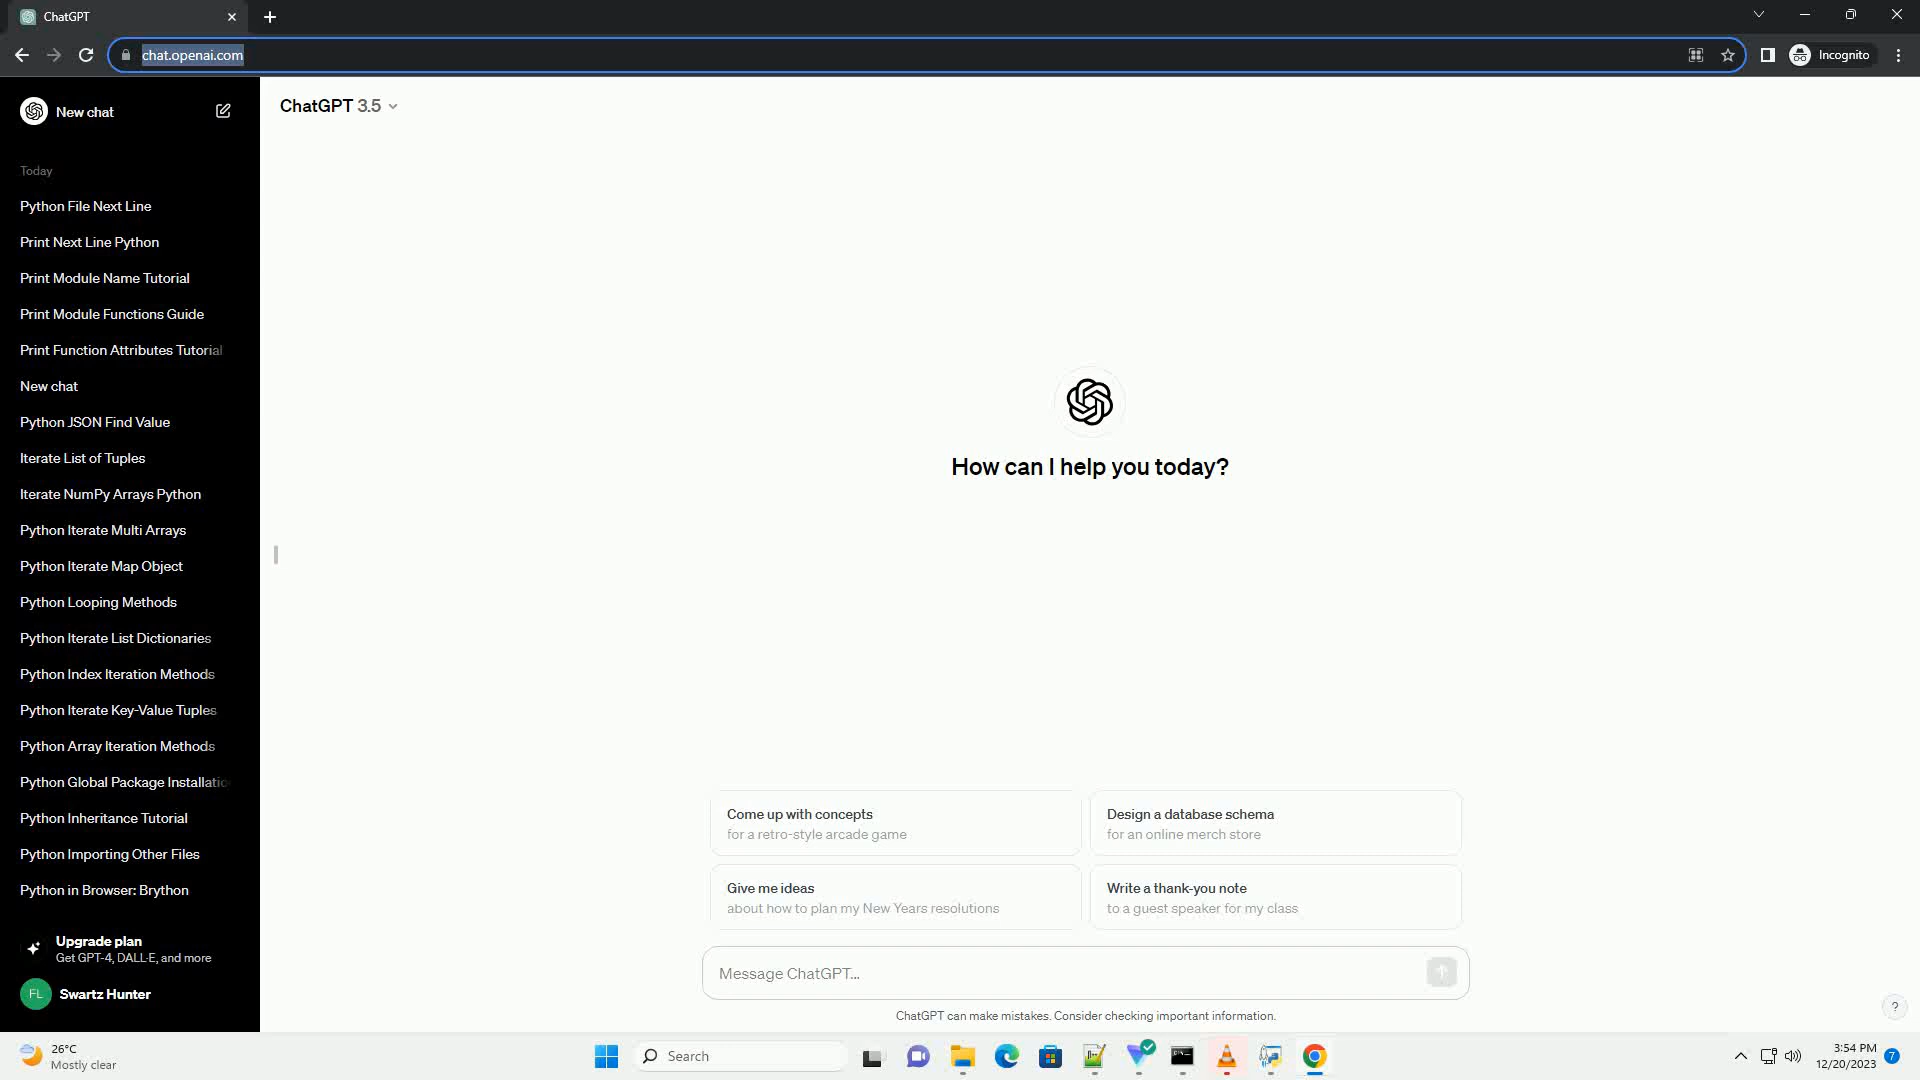 ChatGPT
chat.openai.com
Incognito
New chat
Today
Python File Next Line
Print Next Line Python
Print Module Name Tutorial
Print Module Functions Guide
Print Function Attributes Tutorial
New chat
Python JSON Find Value
Iterate List of Tuples
Iterate NumPy Arrays Python
Python Iterate Multi Arrays
Python Iterate Map Object
Python Looping Methods
Python Iterate List Dictionaries
Python Index Iteration Methods
Python Iterate Key-Value Tuples
Python Array Iteration Methods
Python Global Package Installatio
Python Inheritance Tutorial
Python Importing Other Files
Python in Browser: Brython
Upgrade plan
Get GPT-4, DALL·E, and more
FL
Swartz Hunter
ChatGPT 3.5
How can I help you today?
Come up with concepts
for a retro-style arcade game
Design a database schema
for an online merch store
Give me ideas
about how to plan my New Years resolutions
Write a thank-you note
to a guest speaker for my class
Message ChatGPT...
ChatGPT can make mistakes. Consider checking important information.
?
26°C
Mostly clear
Search
3:54 PM
12/20/2023
7